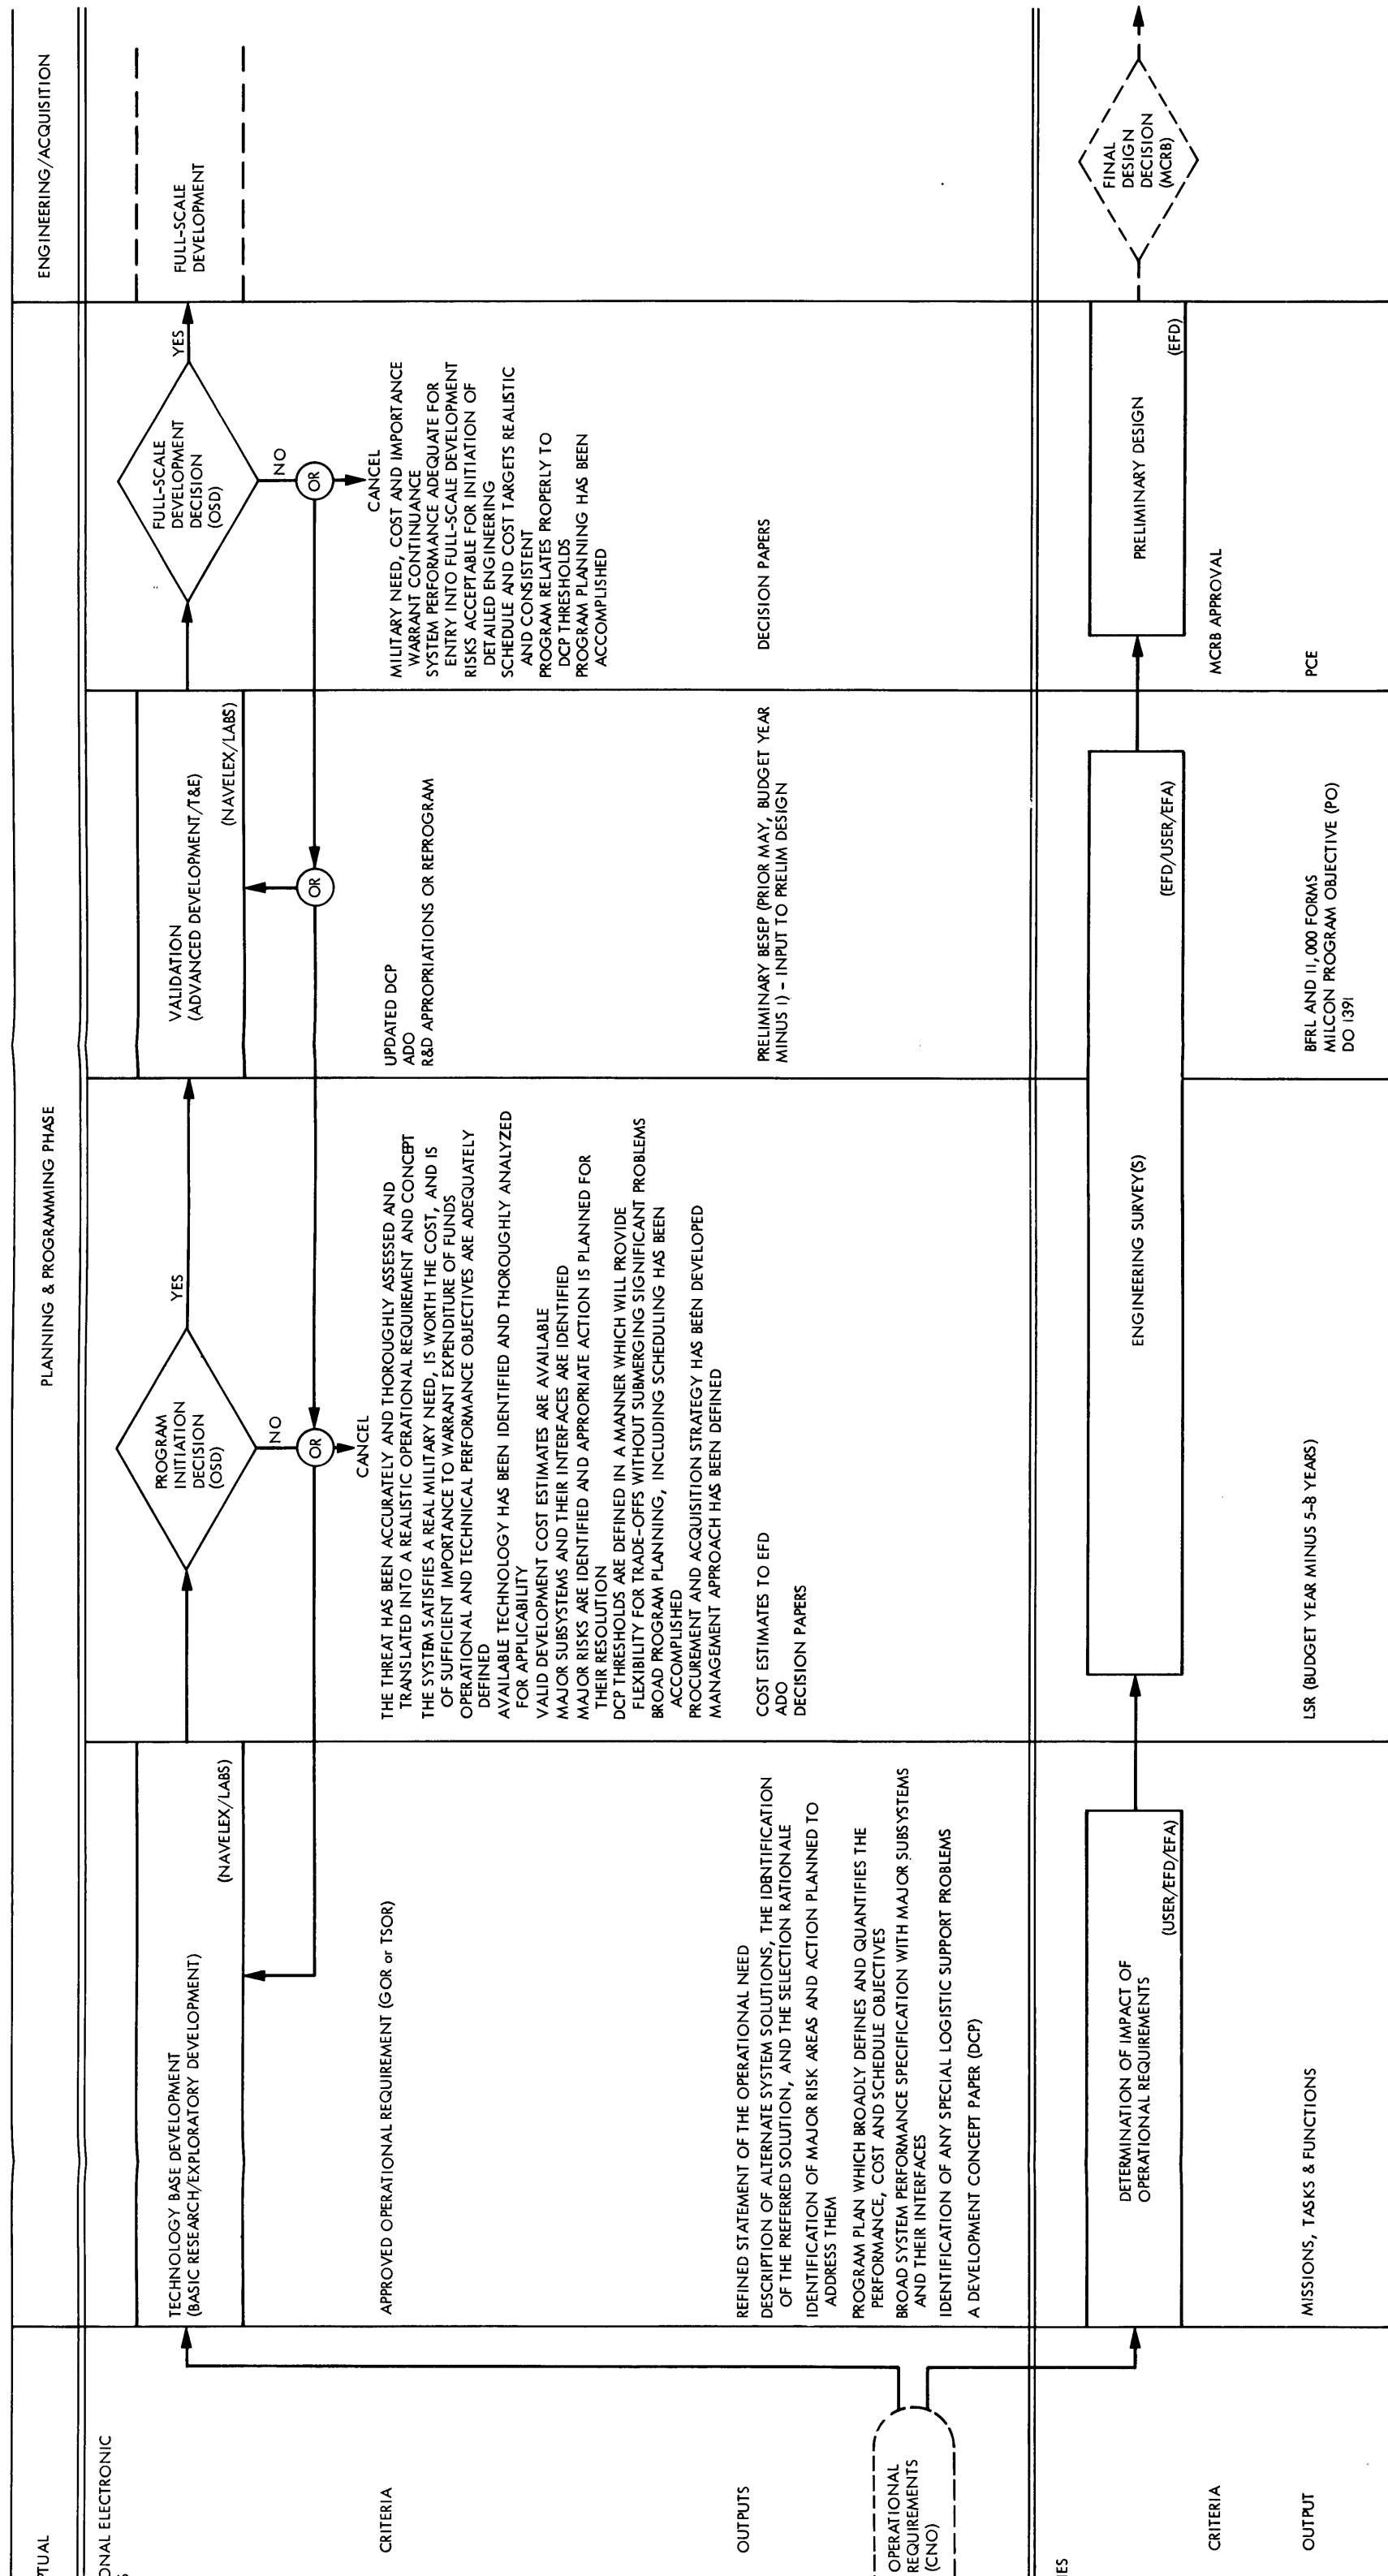 PTUAL
PLANNING & PROGRAMMING PHASE
ENGINEERING/ACQUISITION
ONAL ELECTRONIC
S
TECHNOLOGY BASE DEVELOPMENT
(BASIC RESEARCH/EXPLORATORY DEVELOPMENT)
(NAVELEX/LABS)
PROGRAM
INITIATION
DECISION
(OSD)
YES
NO
OR
CANCEL
VALIDATION
(ADVANCED DEVELOPMENT/T&E)
(NAVELEX/LABS)
OR
FULL-SCALE
DEVELOPMENT
DECISION
(OSD)
YES
NO
OR
CANCEL
FULL-SCALE
DEVELOPMENT
CRITERIA
APPROVED OPERATIONAL REQUIREMENT (GOR or TSOR)
THE THREAT HAS BEEN ACCURATELY AND THOROUGHLY ASSESSED AND
TRANSLATED INTO A REALISTIC OPERATIONAL REQUIREMENT AND CONCEPT
THE SYSTEM SATISFIES A REAL MILITARY NEED, IS WORTH THE COST, AND IS
OF SUFFICIENT IMPORTANCE TO WARRANT EXPENDITURE OF FUNDS
OPERATIONAL AND TECHNICAL PERFORMANCE OBJECTIVES ARE ADEQUATELY
DEFINED
AVAILABLE TECHNOLOGY HAS BEEN IDENTIFIED AND THOROUGHLY ANALYZED
FOR APPLICABILITY
VALID DEVELOPMENT COST ESTIMATES ARE AVAILABLE
MAJOR SUBSYSTEMS AND THEIR INTERFACES ARE IDENTIFIED
MAJOR RISKS ARE IDENTIFIED AND APPROPRIATE ACTION IS PLANNED FOR
THEIR RESOLUTION
DCP THRESHOLDS ARE DEFINED IN A MANNER WHICH WILL PROVIDE
FLEXIBILITY FOR TRADE-OFFS WITHOUT SUBMERGING SIGNIFICANT PROBLEMS
BROAD PROGRAM PLANNING, INCLUDING SCHEDULING HAS BEEN
ACCOMPLISHED
PROCUREMENT AND ACQUISITION STRATEGY HAS BEEN DEVELOPED
MANAGEMENT APPROACH HAS BEEN DEFINED
UPDATED DCP
ADO
R&D APPROPRIATIONS OR REPROGRAM
MILITARY NEED, COST AND IMPORTANCE
WARRANT CONTINUANCE
SYSTEM PERFORMANCE ADEQUATE FOR
ENTRY INTO FULL-SCALE DEVELOPMENT
RISKS ACCEPTABLE FOR INITIATION OF
DETAILED ENGINEERING
SCHEDULE AND COST TARGETS REALISTIC
AND CONSISTENT
PROGRAM RELATES PROPERLY TO
DCP THRESHOLDS
PROGRAM PLANNING HAS BEEN
ACCOMPLISHED
OUTPUTS
REFINED STATEMENT OF THE OPERATIONAL NEED
DESCRIPTION OF ALTERNATE SYSTEM SOLUTIONS, THE IDENTIFICATION
OF THE PREFERRED SOLUTION, AND THE SELECTION RATIONALE
IDENTIFICATION OF MAJOR RISK AREAS AND ACTION PLANNED TO
ADDRESS THEM
PROGRAM PLAN WHICH BROADLY DEFINES AND QUANTIFIES THE
PERFORMANCE, COST AND SCHEDULE OBJECTIVES
BROAD SYSTEM PERFORMANCE SPECIFICATION WITH MAJOR SUBSYSTEMS
AND THEIR INTERFACES
IDENTIFICATION OF ANY SPECIAL LOGISTIC SUPPORT PROBLEMS
A DEVELOPMENT CONCEPT PAPER (DCP)
COST ESTIMATES TO EFD
ADO
DECISION PAPERS
PRELIMINARY BESEP (PRIOR MAY, BUDGET YEAR
MINUS 1) - INPUT TO PRELIM DESIGN
DECISION PAPERS
OPERATIONAL
REQUIREMENTS
(CNO)
IES
DETERMINATION OF IMPACT OF
OPERATIONAL REQUIREMENTS
(USER/EFD/EFA)
ENGINEERING SURVEY(S)
(EFD/USER/EFA)
PRELIMINARY DESIGN
(EFD)
FINAL
DESIGN
DECISION
(MCRB)
CRITERIA
MCRB APPROVAL
OUTPUT
MISSIONS, TASKS & FUNCTIONS
LSR (BUDGET YEAR MINUS 5-8 YEARS)
BFRL AND 11,000 FORMS
MILCON PROGRAM OBJECTIVE (PO)
DO 1391
PCE